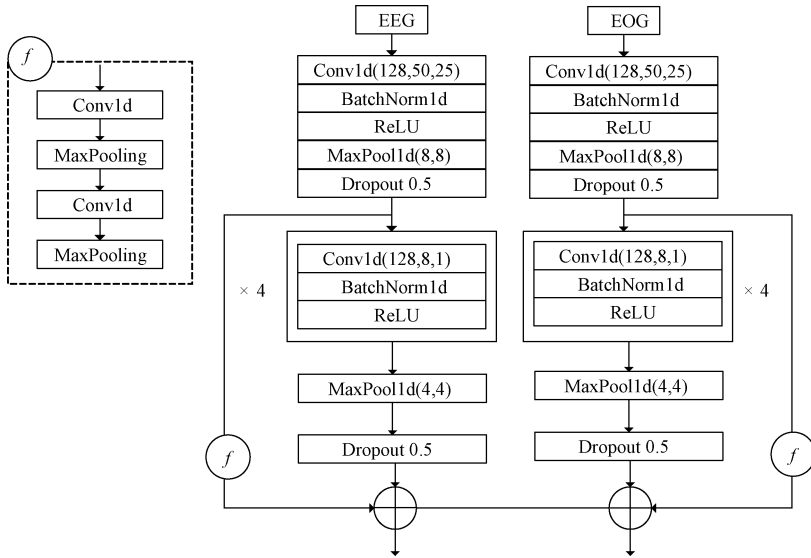 f
Conv1d
MaxPooling
Conv1d
MaxPooling
EEG
Conv1d(128,50,25)
BatchNorm1d
ReLU
MaxPool1d(8,8)
Dropout 0.5
Conv1d(128,8,1)
BatchNorm1d
ReLU
× 4
MaxPool1d(4,4)
Dropout 0.5
f
EOG
Conv1d(128,50,25)
BatchNorm1d
ReLU
MaxPool1d(8,8)
Dropout 0.5
Conv1d(128,8,1)
BatchNorm1d
ReLU
× 4
MaxPool1d(4,4)
Dropout 0.5
f